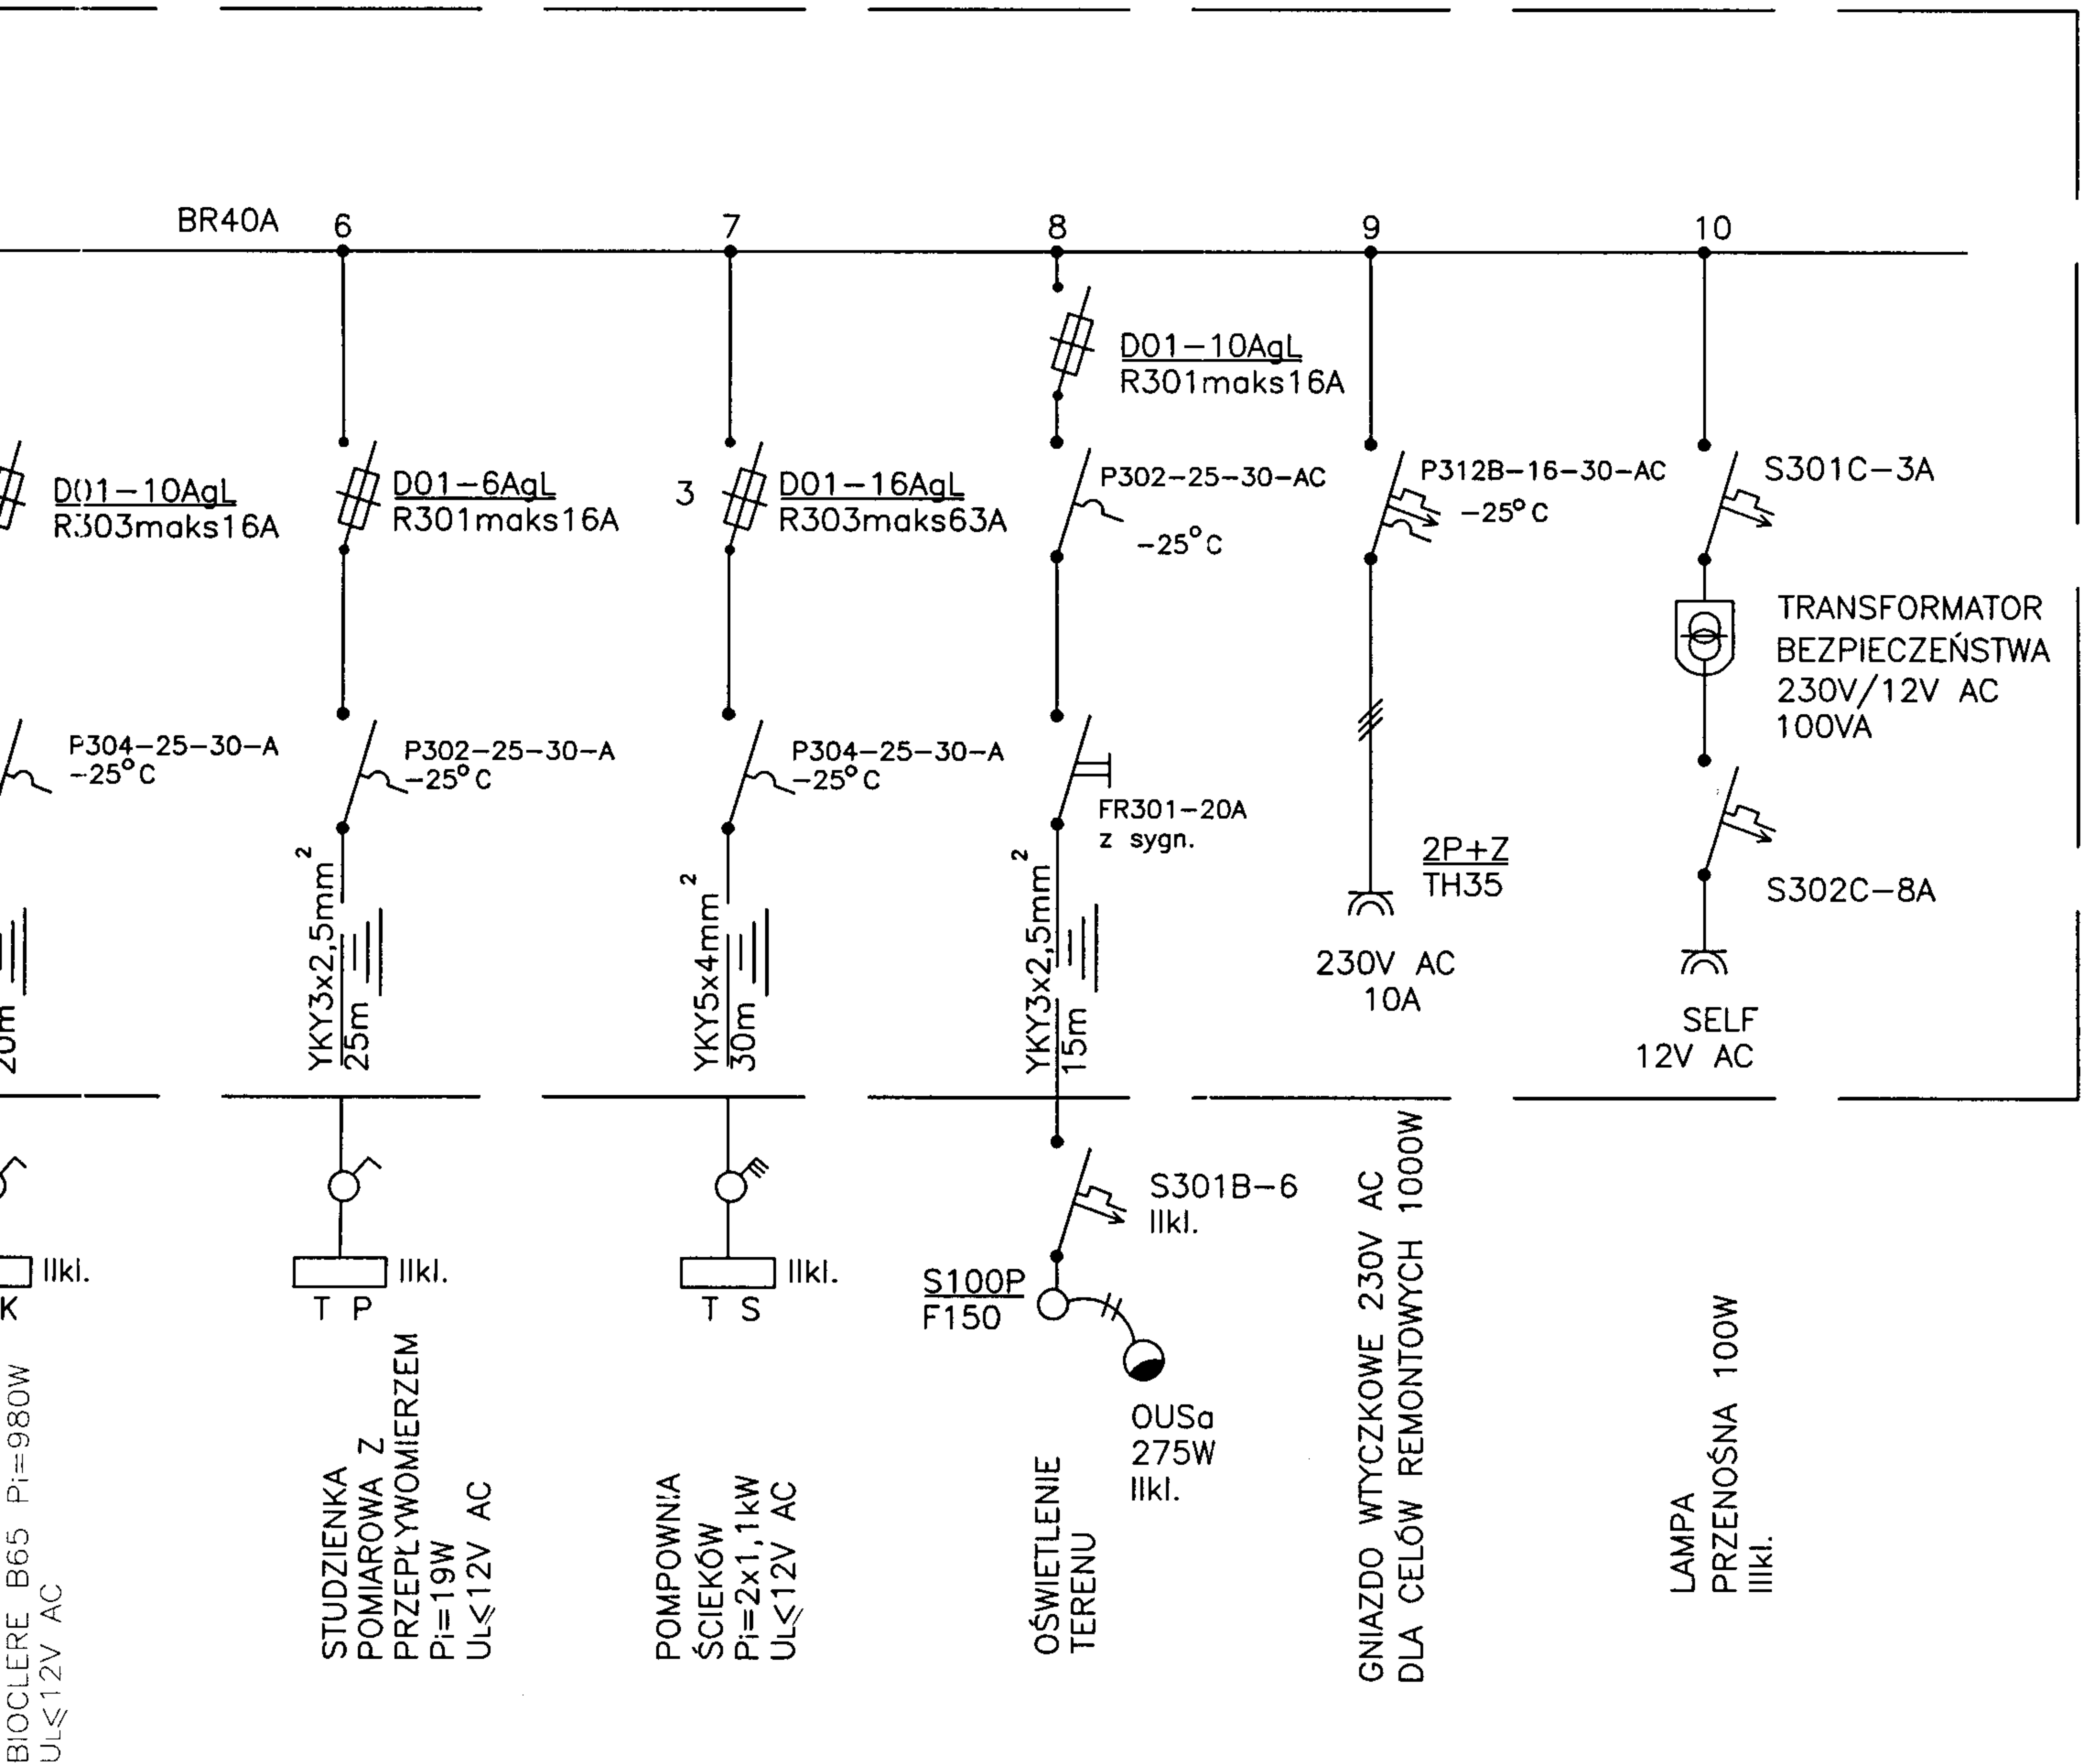 BR40A
6
7
8
9
10
D01-10AgL
R301maks16A
D01-10AgL
R303maks16A
D01-6AgL
R301maks16A
3
D01-16AgL
R303maks63A
P302-25-30-AC
-25°C
P312B-16-30-AC
-25°C
S301C-3A
TRANSFORMATOR
BEZPIECZEŃSTWA
230V/12V AC
100VA
P304-25-30-A
-25°C
P302-25-30-A
-25°C
P304-25-30-A
-25°C
FR301-20A
z sygn.
2P+Z
TH35
S302C-8A
20m
YKY3x2,5mm²
25m
YKY5x4mm²
30m
YKY3x2,5mm²
15m
230V AC
10A
SELF
12V AC
S301B-6
IIkl.
IIkl.
K
IIkl.
T P
IIkl.
T S
S100P
F150
OUSa
275W
IIkl.
BIOCLERE B65 Pi=980W
UL≤12V AC
STUDZIENKA
POMIAROWA Z
PRZEPŁYWOMIERZEM
Pi=19W
UL≤12V AC
POMPOWNIA
ŚCIEKÓW
Pi=2x1,1kW
UL≤12V AC
OŚWIETLENIE
TERENU
GNIAZDO WTYCZKOWE 230V AC
DLA CELÓW REMONTOWYCH 1000W
LAMPA
PRZENOŚNA 100W
IIIkl.